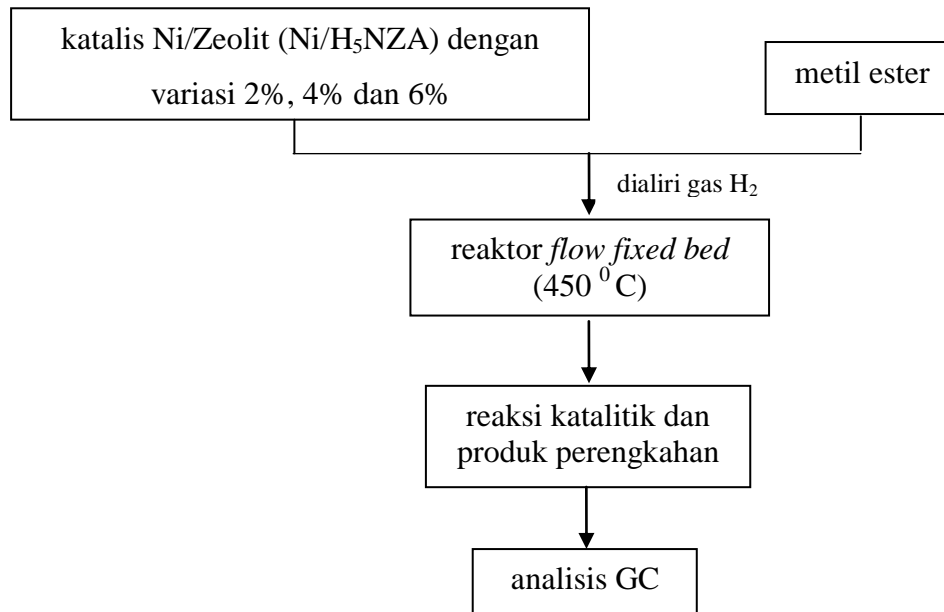 katalis Ni/Zeolit (Ni/H₅NZA) dengan
variasi 2%, 4% dan 6%
metil ester
dialiri gas H₂
reaktor flow fixed bed
(450 ⁰ C)
reaksi katalitik dan
produk perengkahan
analisis GC